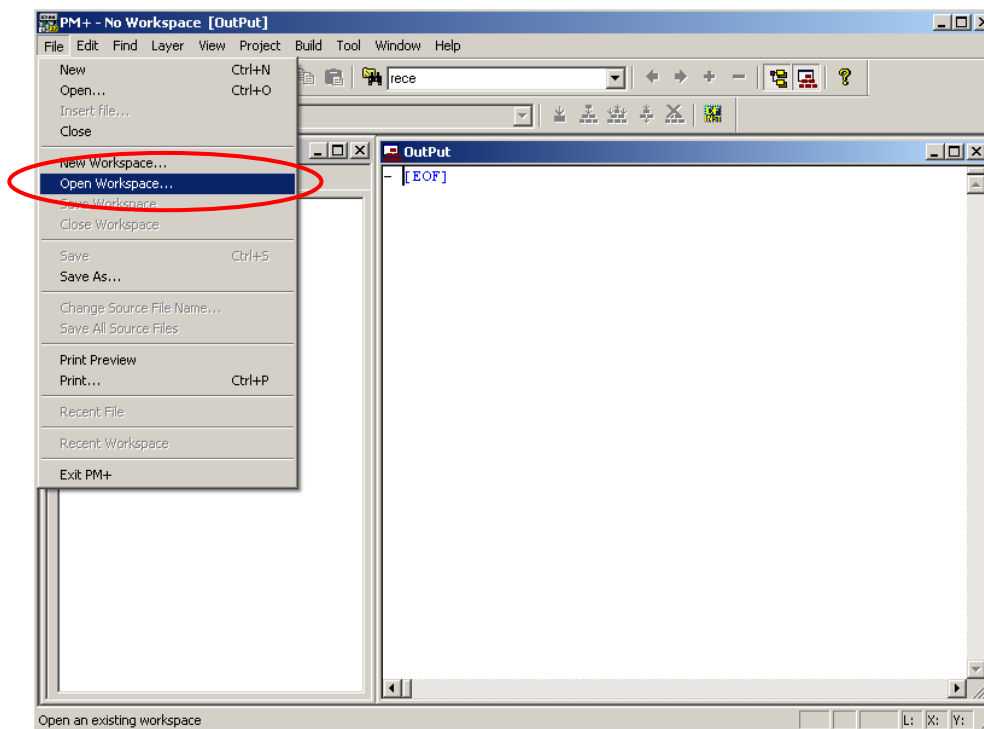 PM+ - No Workspace [OutPut]
File Edit Find Layer View Project Build Tool Window Help
New Ctrl+N
Open... Ctrl+O
Insert file...
Close
New Workspace...
Open Workspace...
Save Workspace
Close Workspace
Save Ctrl+S
Save As...
Change Source File Name...
Save All Source Files
Print Preview
Print... Ctrl+P
Recent File
Recent Workspace
Exit PM+
rece
OutPut
[EOF]
Open an existing workspace
L: X: Y: